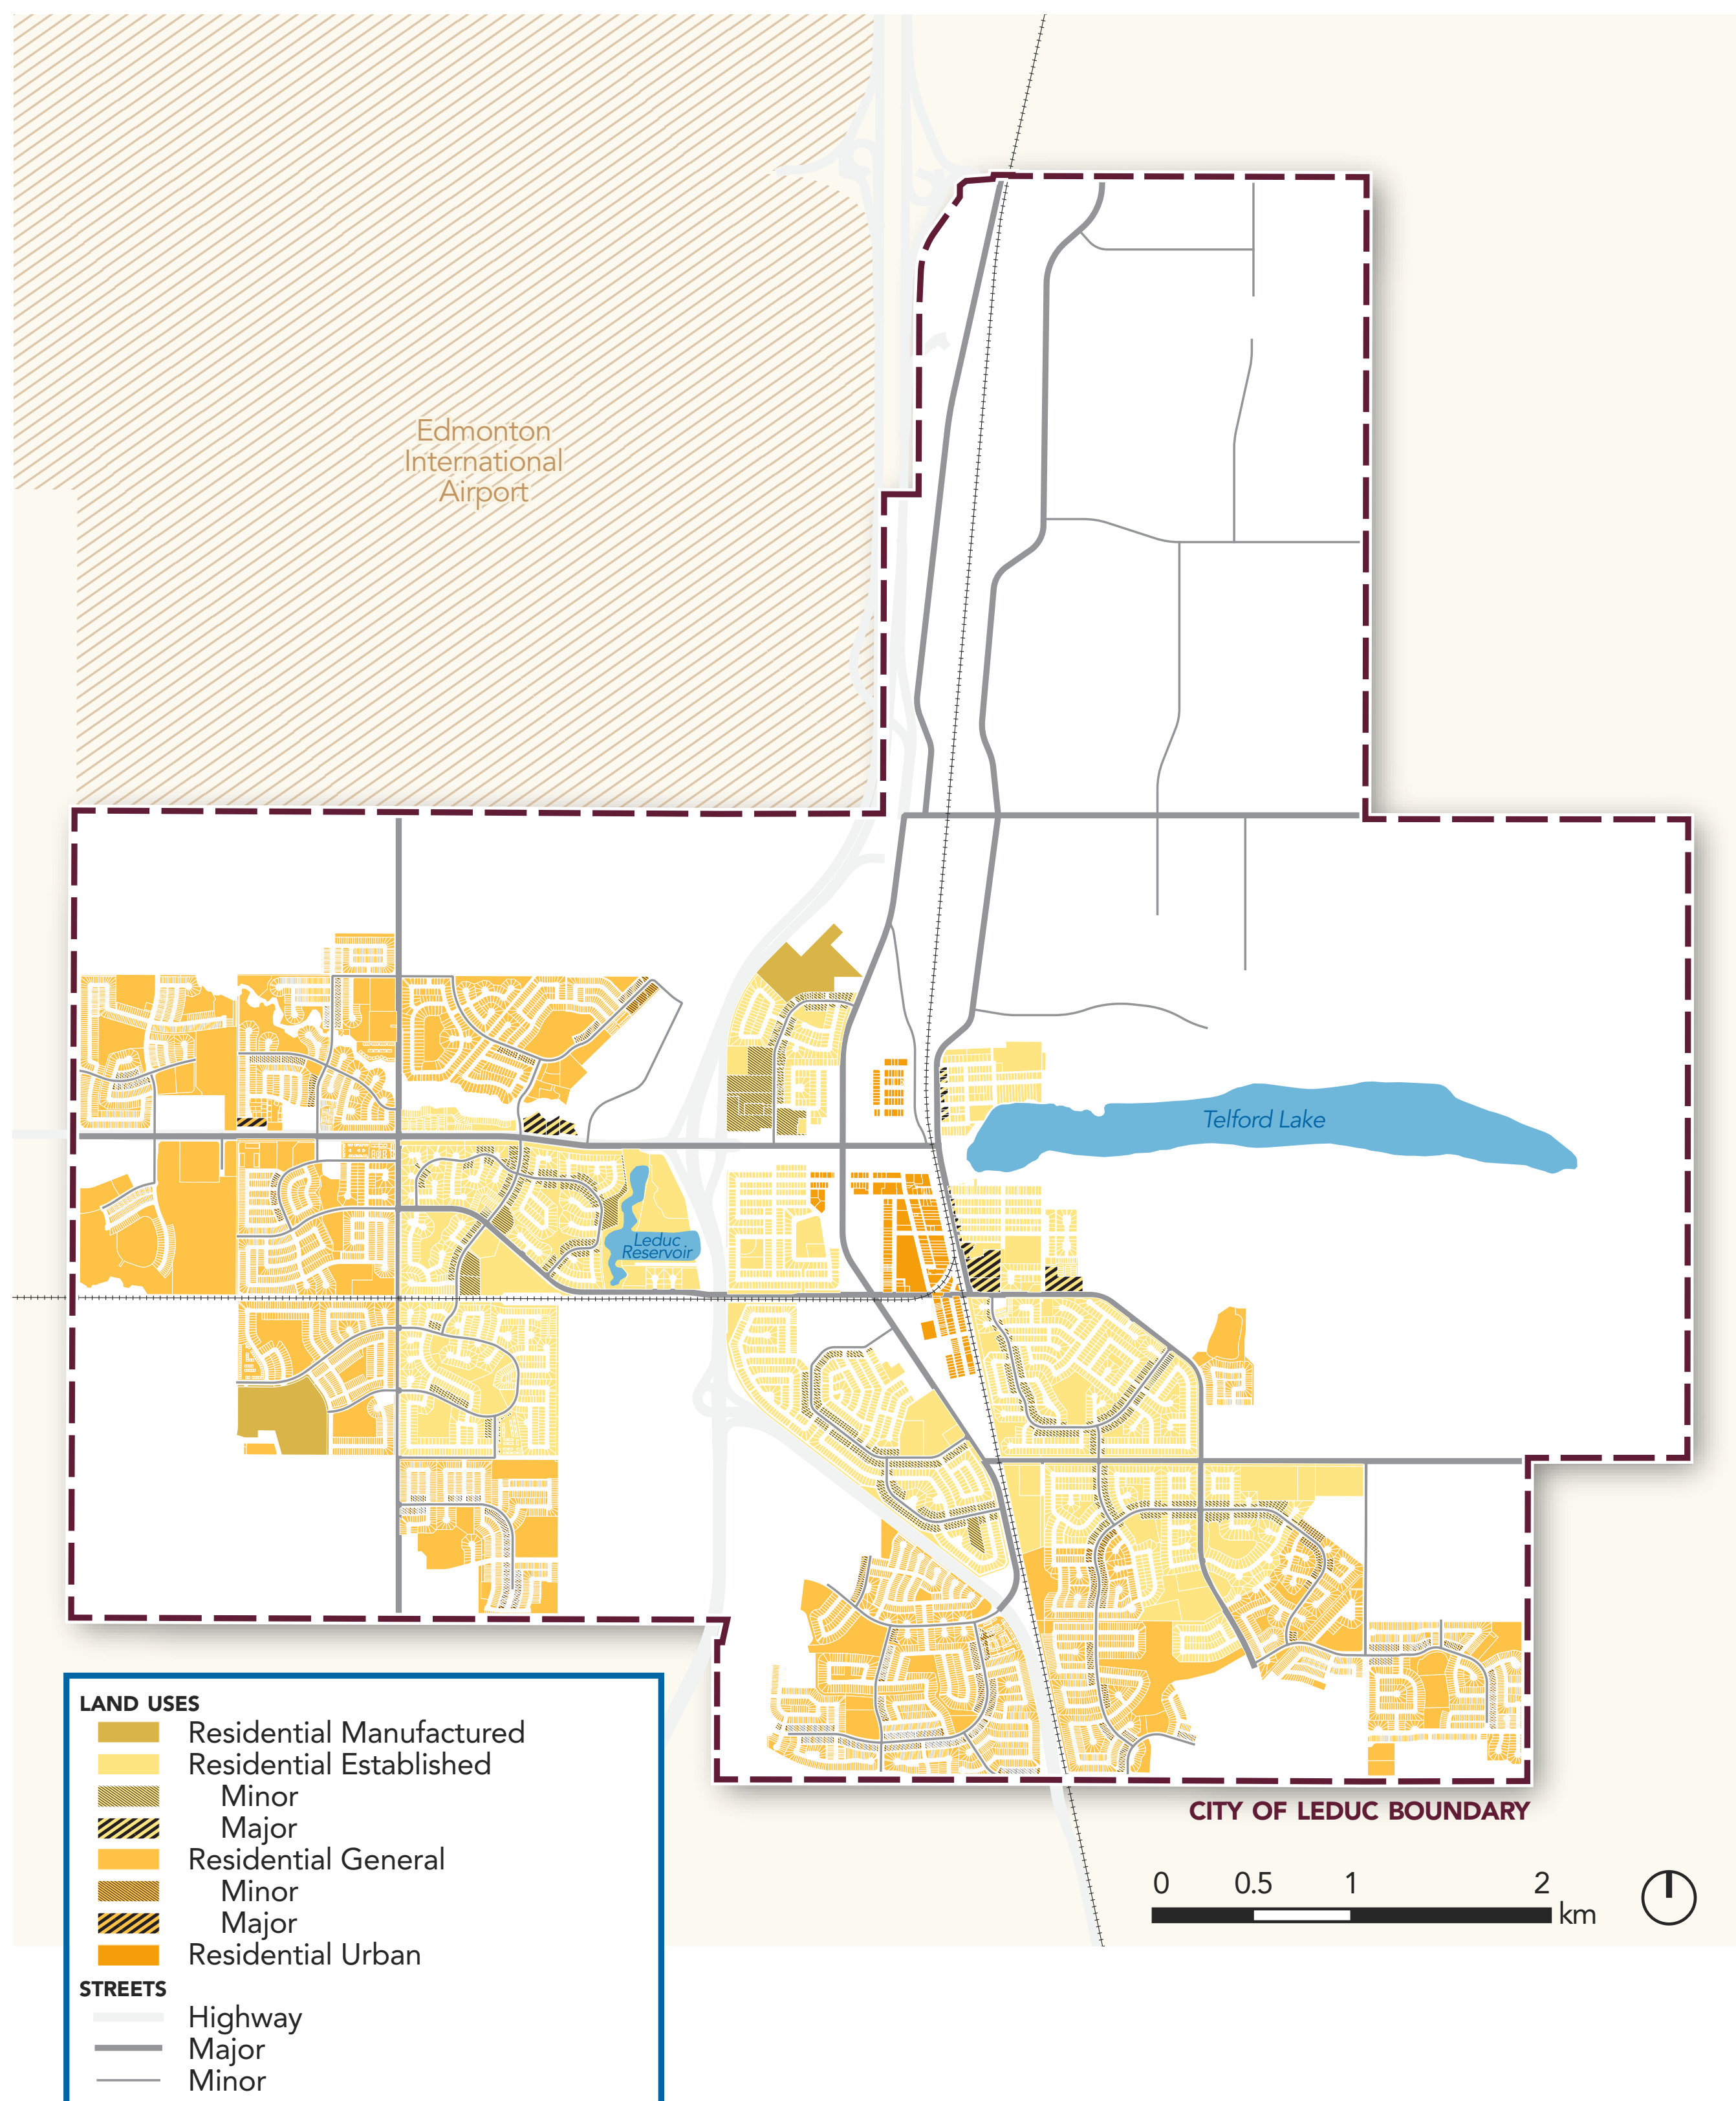 Edmonton
International
Airport
Telford Lake
Leduc
Reservoir
LAND USES
Residential Manufactured
Residential Established
Minor
Major
Residential General
Minor
Major
Residential Urban
STREETS
Highway
Major
Minor
CITY OF LEDUC BOUNDARY
0 0.5 1 2
km